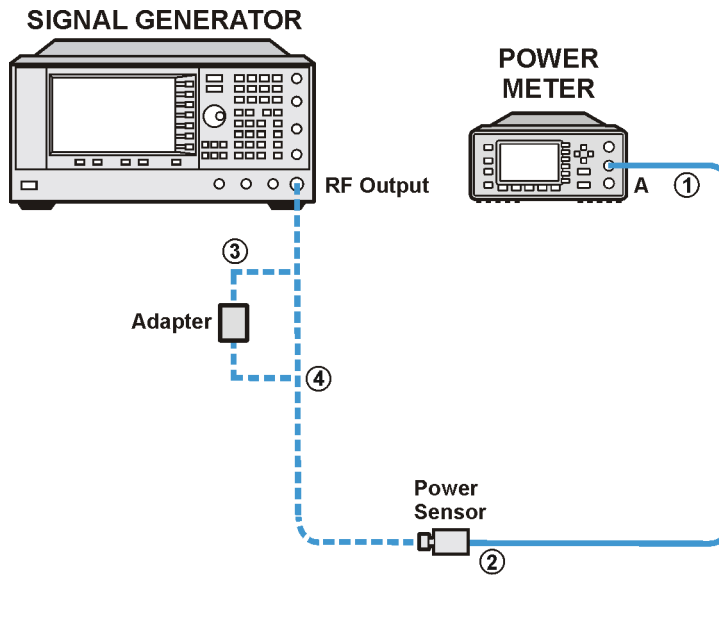 SIGNAL GENERATOR
POWER
METER
RF Output
A
1
3
Adapter
4
Power
Sensor
2